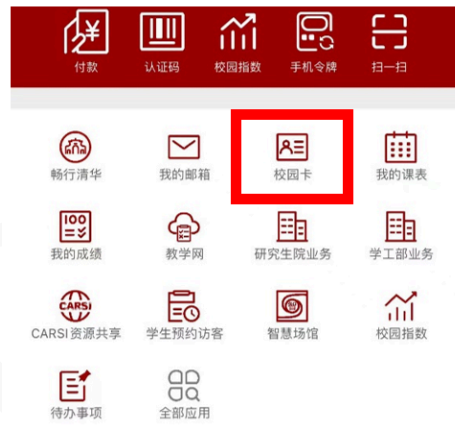 付款 认证码 校园指数 手机令牌 扫一扫
畅行清华 我的邮箱 校园卡 我的课表
100
我的成绩 教学网 研究生院业务 学工部业务
CARSI
CARSI资源共享 学生预约访客 智慧场馆 校园指数
待办事项 全部应用